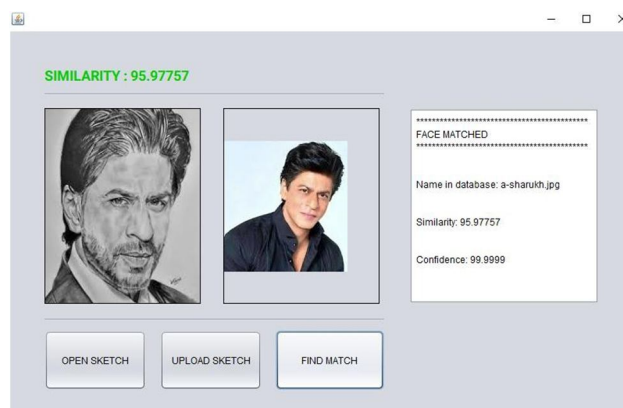 SIMILARITY : 95.97757
********************************************
FACE MATCHED
********************************************
Name in database: a-sharukh.jpg
Similarity: 95.97757
Confidence: 99.9999
OPEN SKETCH
UPLOAD SKETCH
FIND MATCH